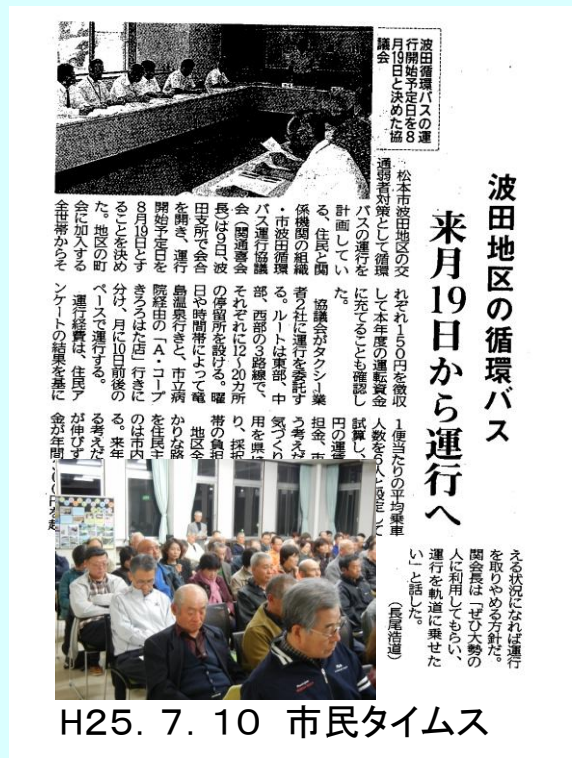 波田地区の循環バス
来月19日から運行へ
波田循環バスの運
行開始予定日を8
月19日と決めた協
議会
松本市波田地区の交
通弱者対策として循環
バスの運行を
計画してい
る、住民と関
係機関の組織
・市波田循環
バス運行協議
会(関通喜会
長)は9日、波
田支所で会合
を開き、運行
開始予定日を
8月19日とす
ることを決め
た。地区の町
会に加入する
全世帯からそ
れぞれ150円を徴収
して本年度の運転資金
に充てることも確認し
た。
協議会がタクシー業
者2社に運行を委託す
る。ルートは東部、中
部、西部の3路線で、
それぞれに12〜20カ所
の停留所を設ける。曜
日や時間帯によって竜
島温泉行きと、市立病
院経由の「A・コープ
きろろはた店」行きに
分け、月に10日前後の
ペースで運行する。
運行経費は、住民ア
ンケートの結果を基に
1便当たりの平均乗車
人数を6人と設定して
試算し、
円の運賃
担金、市
気づくり
う考えだ
用を県に
り、採択
帯の負担
地区全
かりな路
を住民主
のは市内
る。来年
る考えだ
が伸びず
金が年間
える状況になれば運行
を取りやめる方針だ。
関会長は「ぜひ大勢の
人に利用してもらい、
運行を軌道に乗せた
い」と話した。
(長尾浩道)
H25.7.10 市民タイムス